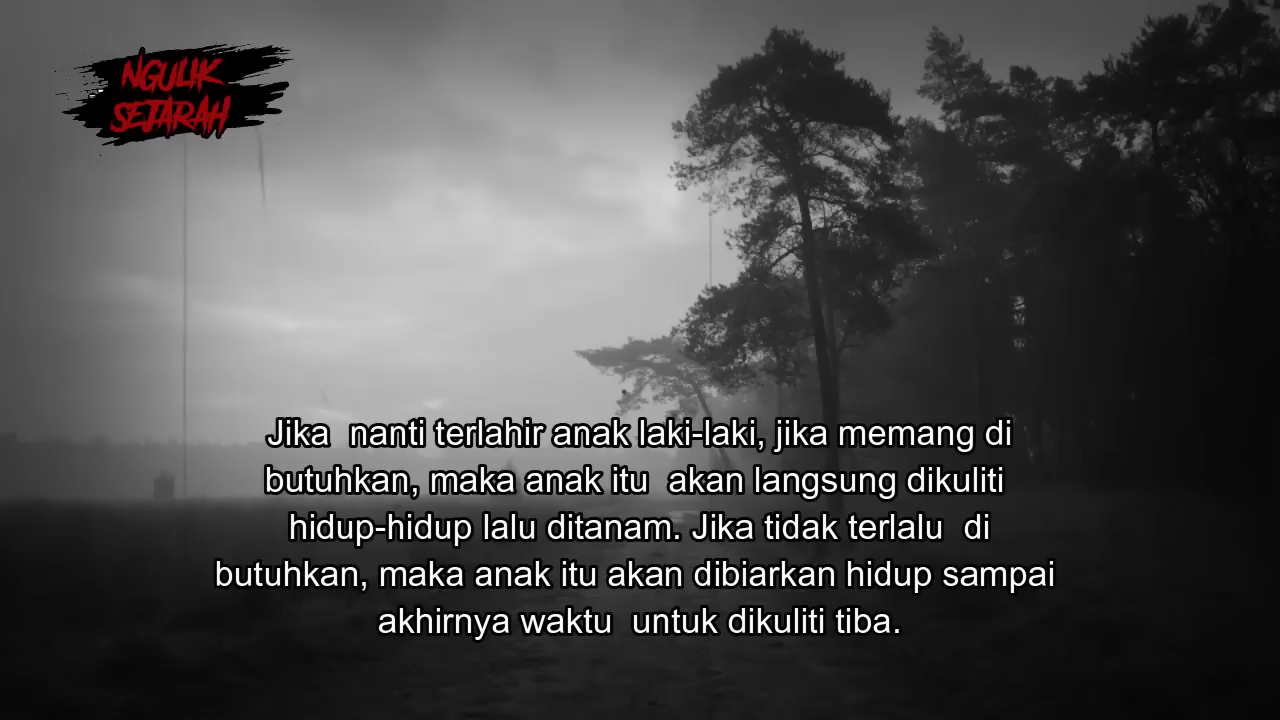 NGULIK
SEJARAH
Jika  nanti terlahir anak laki-laki, jika memang di
butuhkan, maka anak itu  akan langsung dikuliti
hidup-hidup lalu ditanam. Jika tidak terlalu  di
butuhkan, maka anak itu akan dibiarkan hidup sampai
akhirnya waktu  untuk dikuliti tiba.